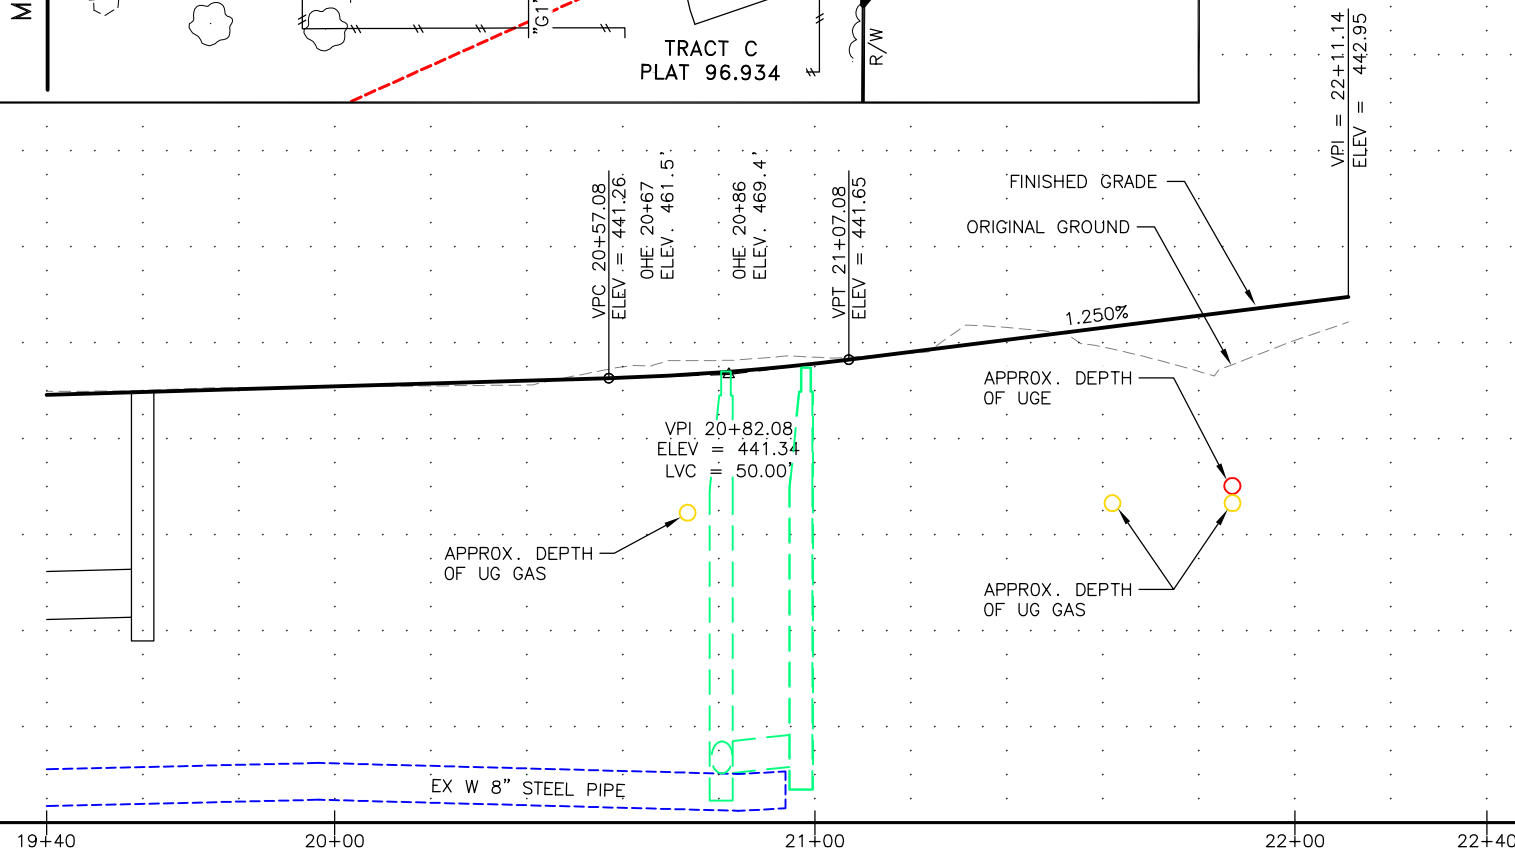 M
"G1"
TRACT C
PLAT 96.934
R/W
VPI = 22+11.14
ELEV = 442.95
VPC 20+57.08
ELEV = 441.26
OHE 20+67
ELEV. 461.5'
OHE 20+86
ELEV. 469.4'
VPT 21+07.08
ELEV = 441.65
FINISHED GRADE
ORIGINAL GROUND
1.250%
APPROX. DEPTH
OF UGE
VPI 20+82.08
ELEV = 441.34
LVC = 50.00'
APPROX. DEPTH
OF UG GAS
APPROX. DEPTH
OF UG GAS
EX W 8" STEEL PIPE
19+40
20+00
21+00
22+00
22+40